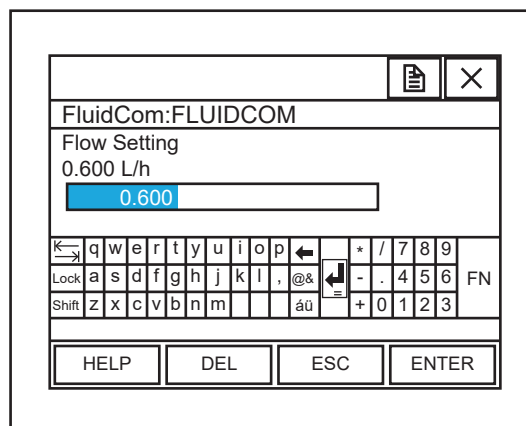 FluidCom:FLUIDCOM
Flow Setting
0.600 L/h
0.600
q w e r t y u i o p * / 7 8 9
Lock a s d f g h j k l , @& - . 4 5 6 FN
Shift z x c v b n m áü = + 0 1 2 3
HELP DEL ESC ENTER